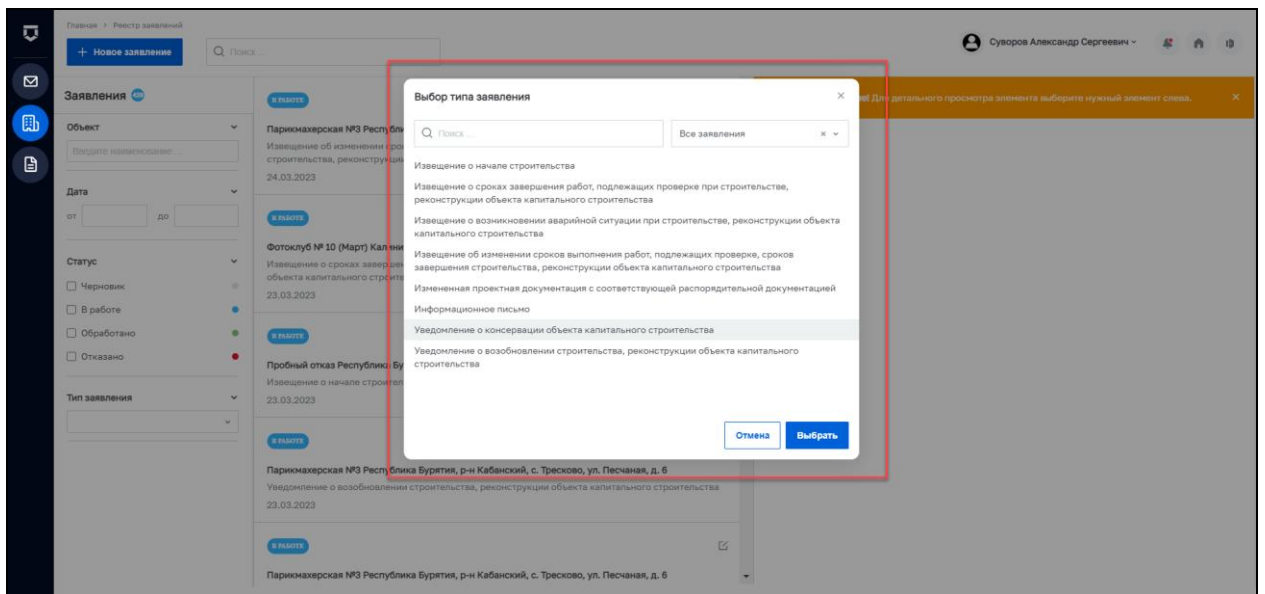 Главная > Реестр заявлений
+ Новое заявление
Поиск ...
Суворов Александр Сергеевич
Заявления
Объект
Введите наименование ...
Дата
от
до
Статус
Черновик
В работе
Обработано
Отказано
Тип заявления
В РАБОТЕ
Парикмахерская №3 Республи
Извещение об изменении сро
строительства, реконструкции
24.03.2023
В РАБОТЕ
Фотоклуб № 10 (Март) Калини
Извещение о сроках заверше
объекта капитального строите
23.03.2023
В РАБОТЕ
Пробный отказ Республика Бу
Извещение о начале строител
23.03.2023
В РАБОТЕ
Парикмахерская №3 Республика Бурятия, р-н Кабанский, с. Тресково, ул. Песчаная, д. 6
Уведомление о возобновлении строительства, реконструкции объекта капитального строительства
23.03.2023
В РАБОТЕ
Парикмахерская №3 Республика Бурятия, р-н Кабанский, с. Тресково, ул. Песчаная, д. 6
Выбор типа заявления
Поиск ...
Все заявления
Извещение о начале строительства
Извещение о сроках завершения работ, подлежащих проверке при строительстве,
реконструкции объекта капитального строительства
Извещение о возникновении аварийной ситуации при строительстве, реконструкции объекта
капитального строительства
Извещение об изменении сроков выполнения работ, подлежащих проверке, сроков
завершения строительства, реконструкции объекта капитального строительства
Измененная проектная документация с соответствующей распорядительной документацией
Информационное письмо
Уведомление о консервации объекта капитального строительства
Уведомление о возобновлении строительства, реконструкции объекта капитального
строительства
Отмена
Выбрать
Для детального просмотра элемента выберите нужный элемент слева.